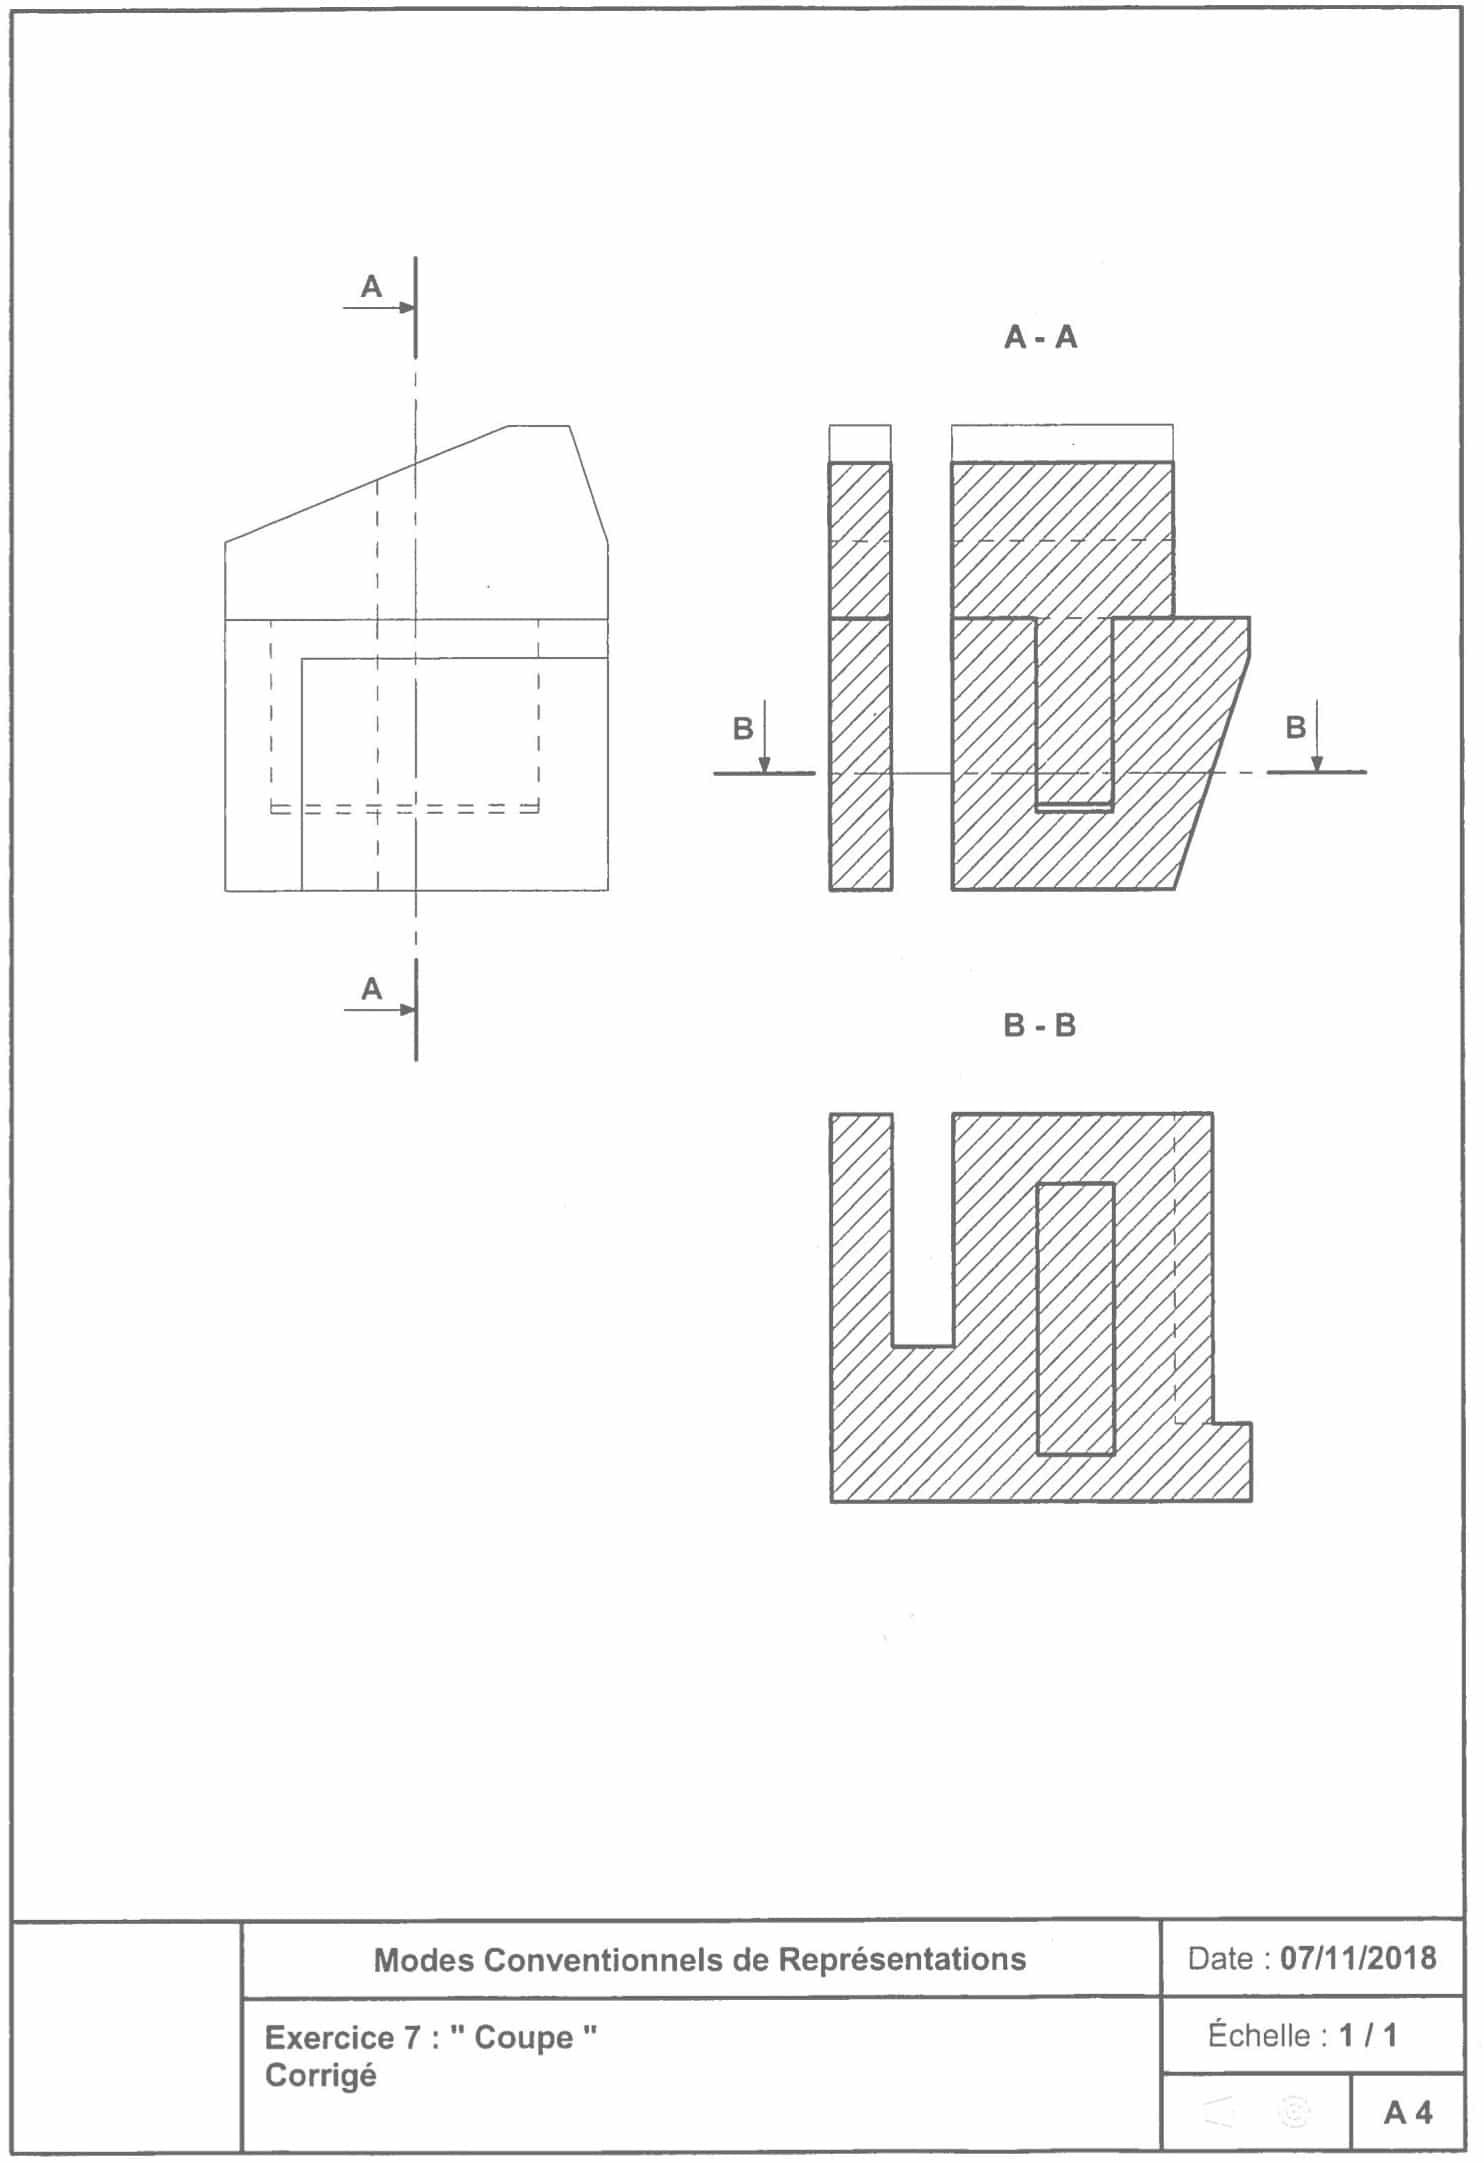 A
A - A
B
B
A
B - B
Modes Conventionnels de Représentations
Date : 07/11/2018
Exercice 7 : " Coupe "
Corrigé
Échelle : 1 / 1
A 4